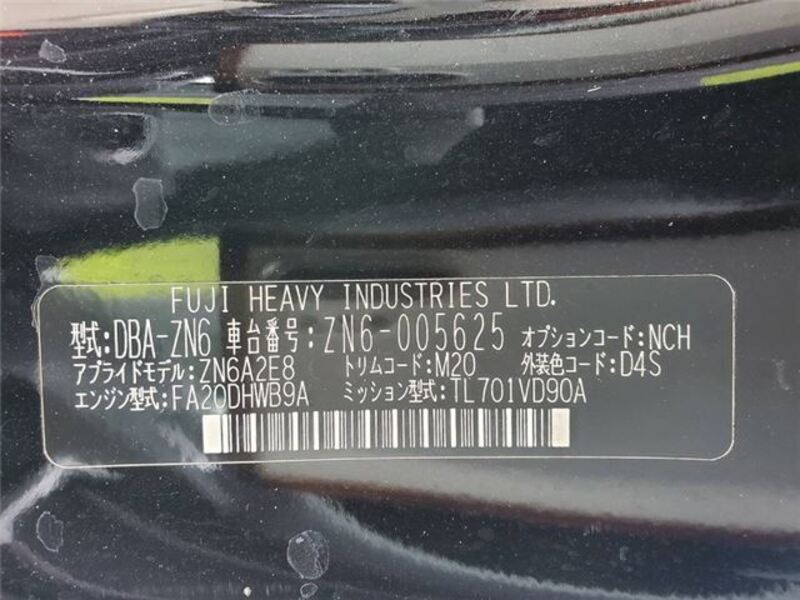 FUJI HEAVY INDUSTRIES LTD.
型式:DBA-ZN6 車台番号:ZN6-005625 オプションコード:NCH
アプライドモデル:ZN6A2E8 トリムコード:M20 外装色コード:D4S
エンジン型式:FA20DHWB9A ミッション型式:TL701VD90A